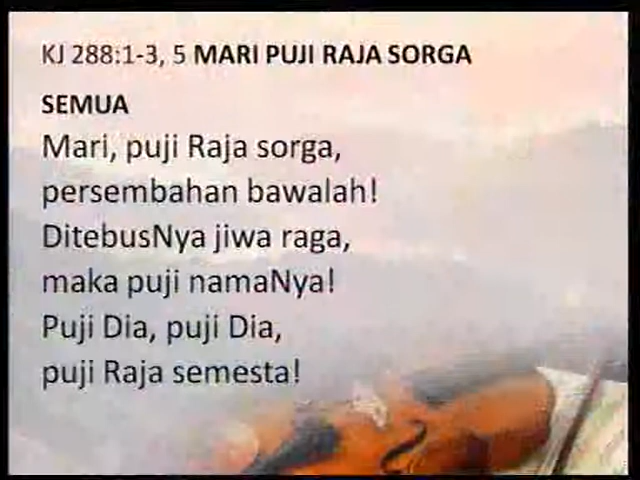 KJ 288:1-3, 5 MARI PUJI RAJA SORGA
SEMUA
Mari, puji Raja sorga,
persembahan bawalah!
DitebusNya jiwa raga,
maka puji namaNya!
Puji Dia, puji Dia,
puji Raja semesta!